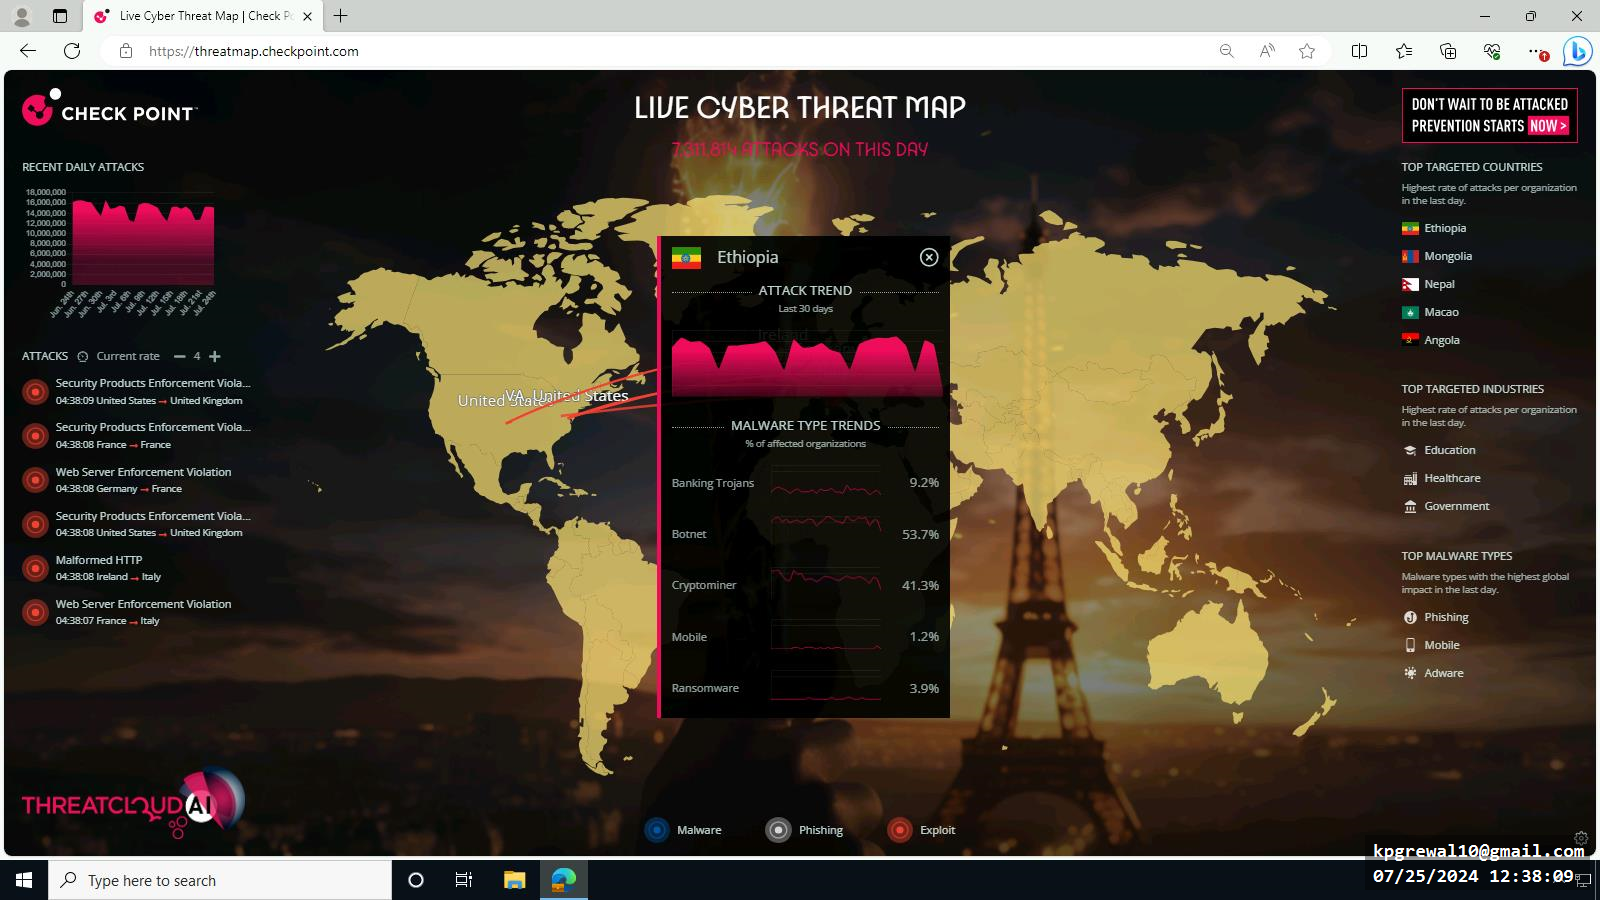 Live Cyber Threat Map | Check Po
https://threatmap.checkpoint.com
CHECK POINT
LIVE CYBER THREAT MAP
7,311,814 ATTACKS ON THIS DAY
DON'T WAIT TO BE ATTACKED
PREVENTION STARTS NOW >
RECENT DAILY ATTACKS
18,000,000
16,000,000
14,000,000
12,000,000
10,000,000
8,000,000
6,000,000
4,000,000
2,000,000
0
Jun. 24th
Jun. 27th
Jun. 30th
Jul. 3rd
Jul. 6th
Jul. 9th
Jul. 12th
Jul. 15th
Jul. 18th
Jul. 21st
Jul. 24th
ATTACKS Current rate − 4 +
Security Products Enforcement Viola...
04:38:09 United States → United Kingdom
Security Products Enforcement Viola...
04:38:08 France → France
Web Server Enforcement Violation
04:38:08 Germany → France
Security Products Enforcement Viola...
04:38:08 United States → United Kingdom
Malformed HTTP
04:38:08 Ireland → Italy
Web Server Enforcement Violation
04:38:07 France → Italy
THREATCLOUD AI
United States
VA, United States
Ethiopia
ATTACK TREND
Last 30 days
Ireland
MALWARE TYPE TRENDS
% of affected organizations
Banking Trojans 9.2%
Botnet 53.7%
Cryptominer 41.3%
Mobile 1.2%
Ransomware 3.9%
Malware
Phishing
Exploit
TOP TARGETED COUNTRIES
Highest rate of attacks per organization
in the last day.
Ethiopia
Mongolia
Nepal
Macao
Angola
TOP TARGETED INDUSTRIES
Highest rate of attacks per organization
in the last day.
Education
Healthcare
Government
TOP MALWARE TYPES
Malware types with the highest global
impact in the last day.
Phishing
Mobile
Adware
Type here to search
kpgrewal10@gmail.com
07/25/2024 12:38:09